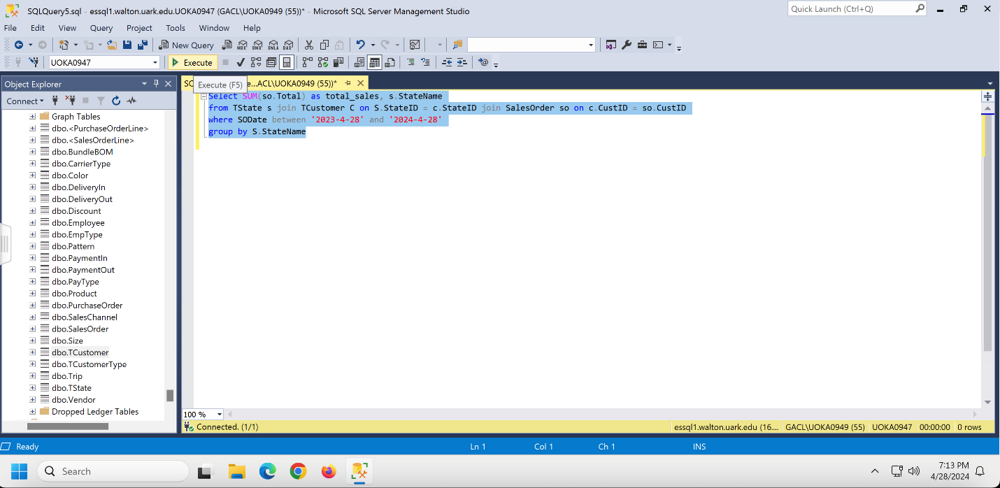 SQLQuery5.sql - essql1.walton.uark.edu.UOKA0947 (GACL\UOKA0949 (55))* - Microsoft SQL Server Management Studio
Quick Launch (Ctrl+Q)
File Edit View Query Project Tools Window Help
New Query
MDX DMX XMLA DAX
UOKA0947
Execute
Object Explorer
SQ
e...ACL\UOKA0949 (55))*
Execute (F5)
Connect
Graph Tables
dbo.<PurchaseOrderLine>
dbo.<SalesOrderLine>
dbo.BundleBOM
dbo.CarrierType
dbo.Color
dbo.DeliveryIn
dbo.DeliveryOut
dbo.Discount
dbo.Employee
dbo.EmpType
dbo.Pattern
dbo.PaymentIn
dbo.PaymentOut
dbo.PayType
dbo.Product
dbo.PurchaseOrder
dbo.SalesChannel
dbo.SalesOrder
dbo.Size
dbo.TCustomer
dbo.TCustomerType
dbo.Trip
dbo.TState
dbo.Vendor
Dropped Ledger Tables
Select SUM(so.Total) as total_sales, s.StateName
from TState s join TCustomer C on S.StateID = c.StateID join SalesOrder so on c.CustID = so.CustID
where SODate between '2023-4-28' and '2024-4-28'
group by S.StateName
100 %
Connected. (1/1)
essql1.walton.uark.edu (16.... GACL\UOKA0949 (55) UOKA0947 00:00:00 0 rows
Ready
Ln 1 Col 1 Ch 1 INS
Search
7:13 PM
4/28/2024